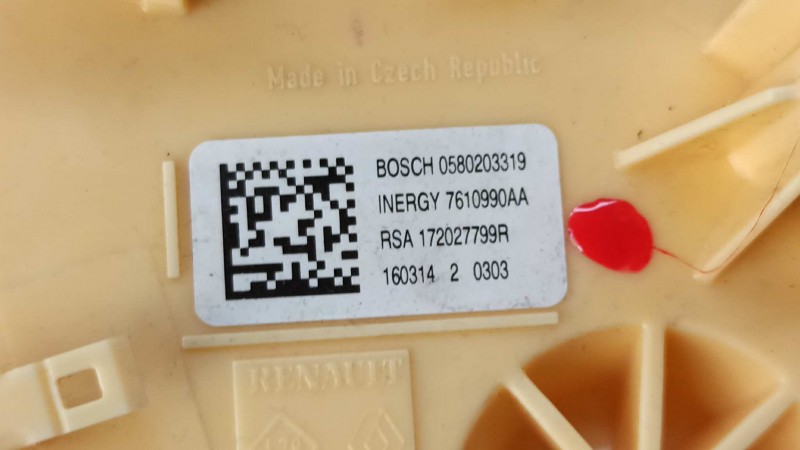 Made in Czech Republic
BOSCH 0580203319
INERGY 7610990AA
RSA 172027799R
160314 2 0303
RENAULT